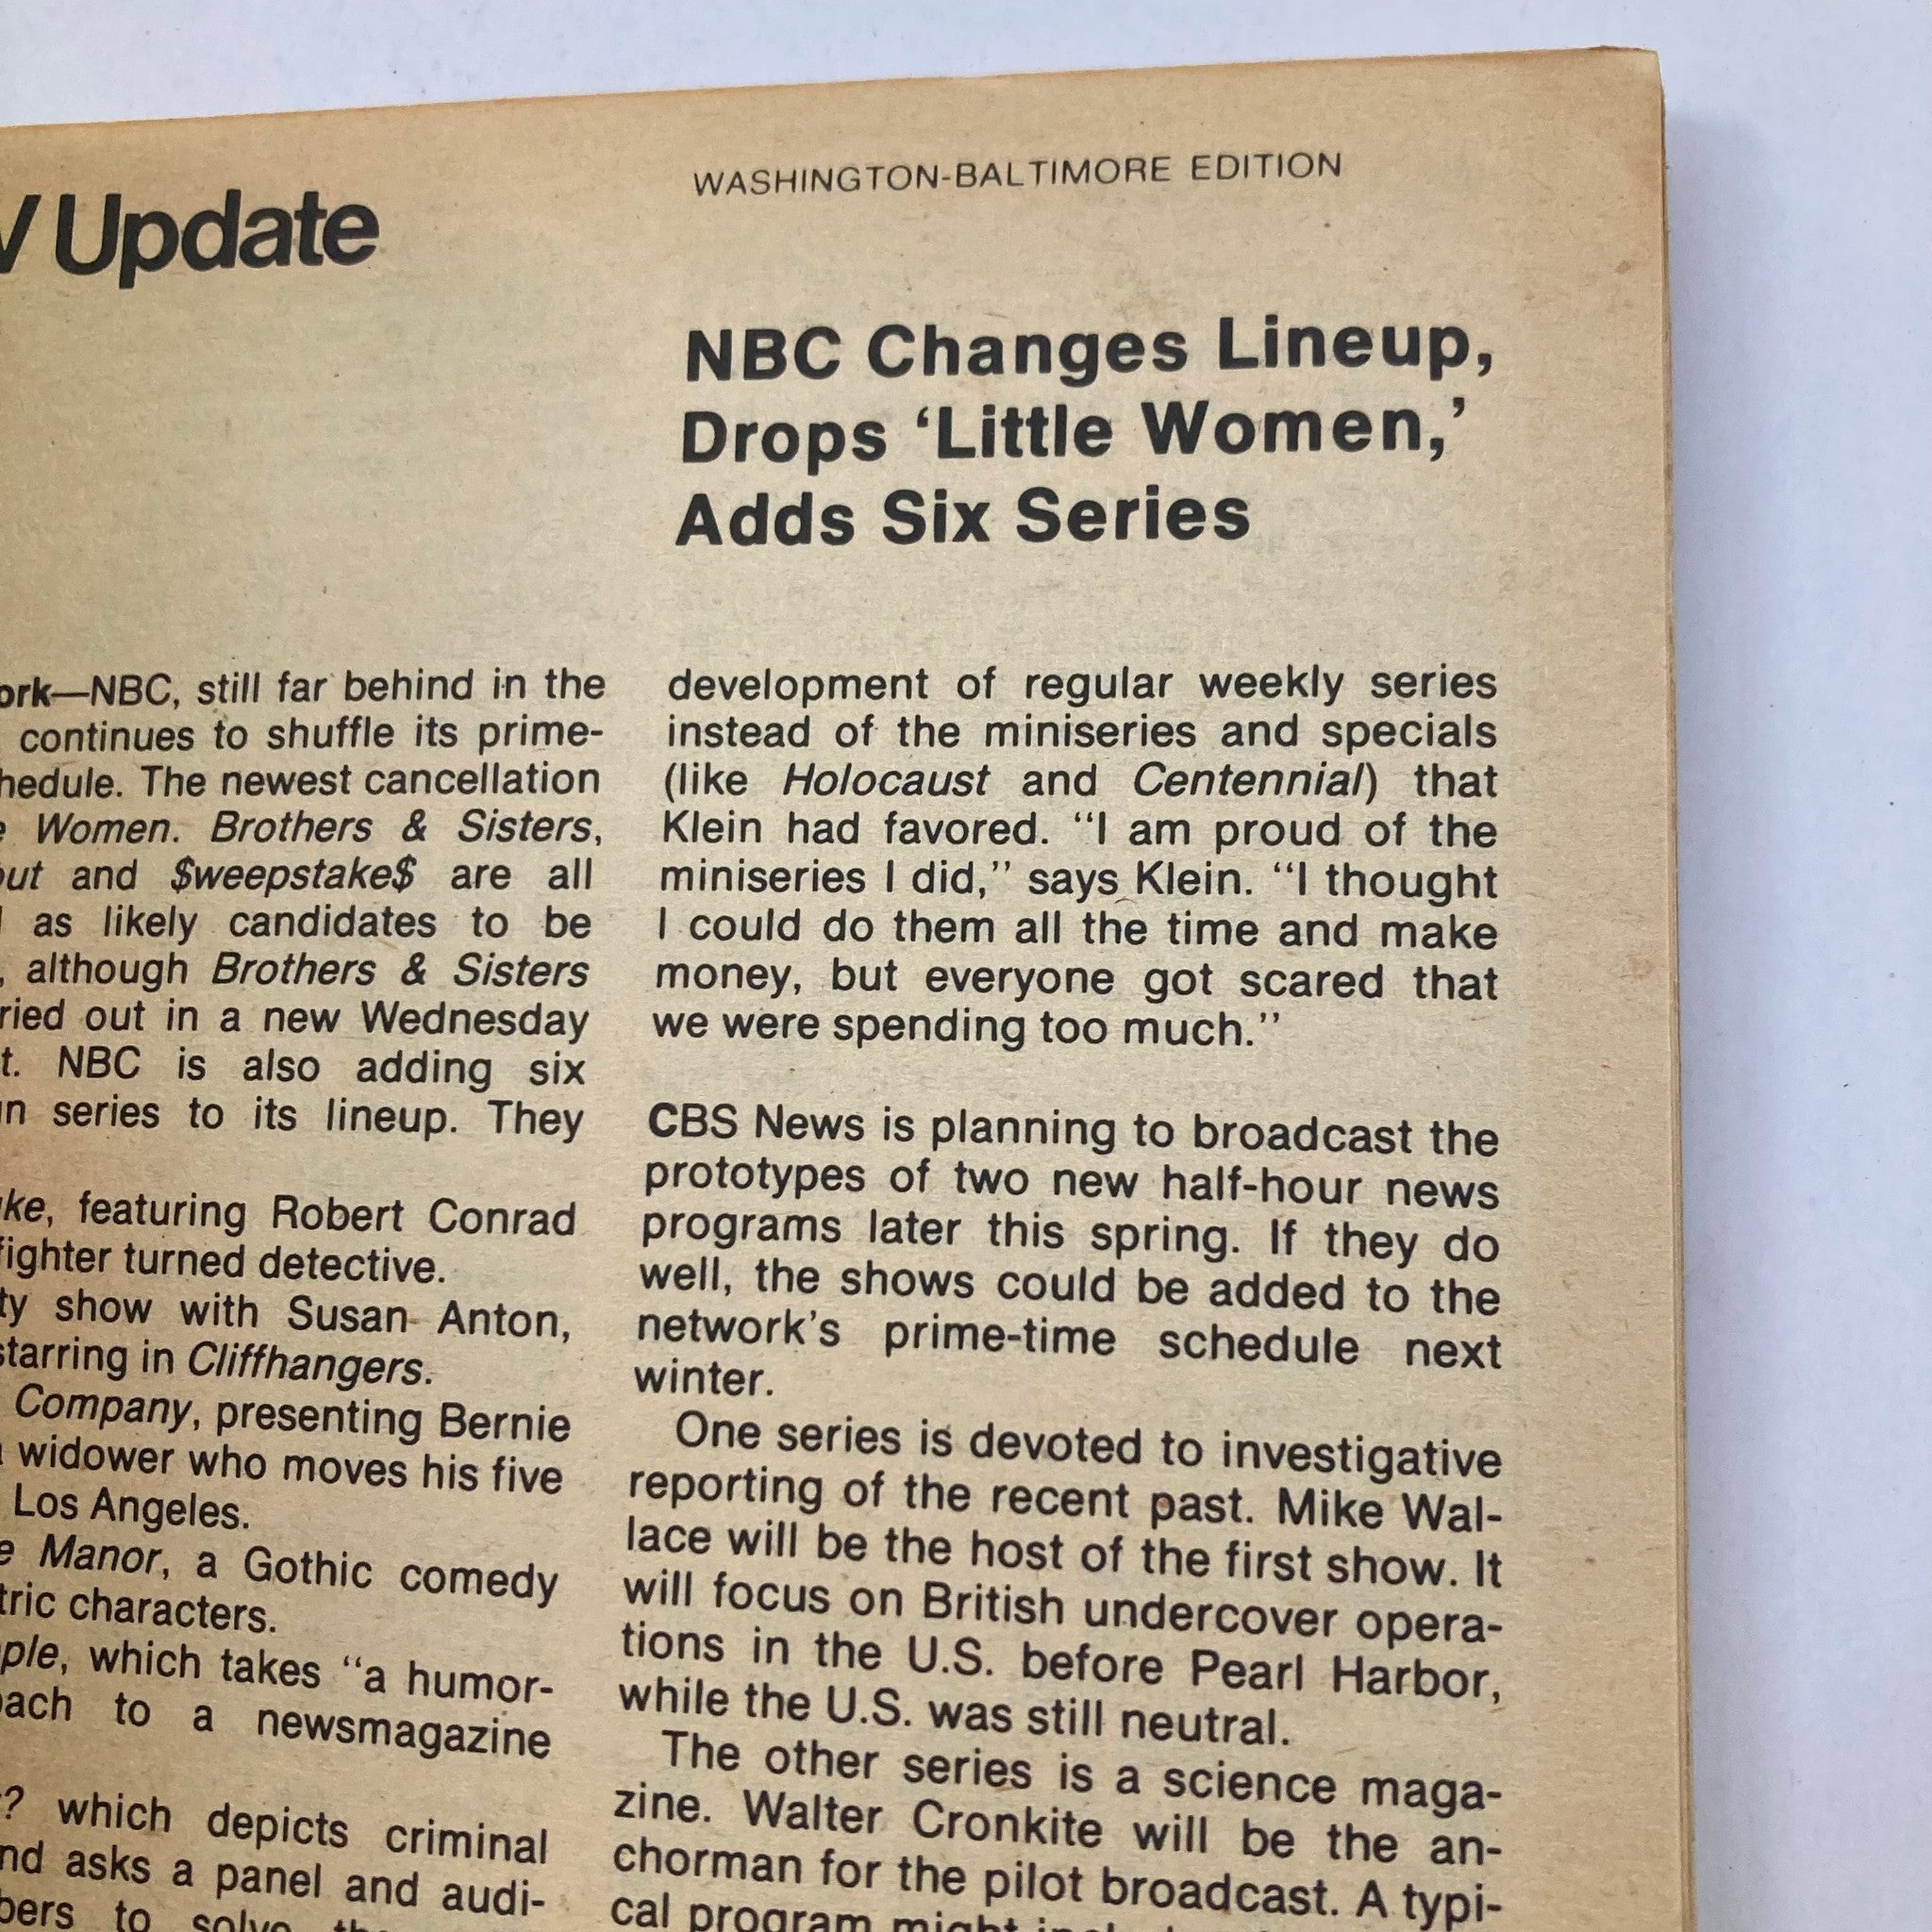 Update
WASHINGTON-BALTIMORE EDITION
NBC Changes Lineup,
Drops ‘Little Women,’
Adds Six Series
—NBC, still far behind in the
continues to shuffle its prime-
The newest cancellation
Women. Brothers & Sisters,
and $weepstake$ are all
as likely candidates to be
although Brothers & Sisters
out in a new Wednesday
NBC is also adding six
series to its lineup. They
featuring Robert Conrad
turned detective.
show with Susan Anton,
starring in Cliffhangers.
Company, presenting Bernie
widower who moves his five
Los Angeles.
Manor, a Gothic comedy
characters.
which takes “a humor-
to a newsmagazine
which depicts criminal
asks a panel and audi-
to solve
development of regular weekly series
instead of the miniseries and specials
(like Holocaust and Centennial) that
Klein had favored. “I am proud of the
miniseries I did,” says Klein. “I thought
I could do them all the time and make
money, but everyone got scared that
we were spending too much.”
CBS News is planning to broadcast the
prototypes of two new half-hour news
programs later this spring. If they do
well, the shows could be added to the
network’s prime-time schedule next
winter.
One series is devoted to investigative
reporting of the recent past. Mike Wal-
lace will be the host of the first show. It
will focus on British undercover opera-
tions in the U.S. before Pearl Harbor,
while the U.S. was still neutral.
The other series is a science maga-
zine. Walter Cronkite will be the an-
chorman for the pilot broadcast. A typi-
cal program might